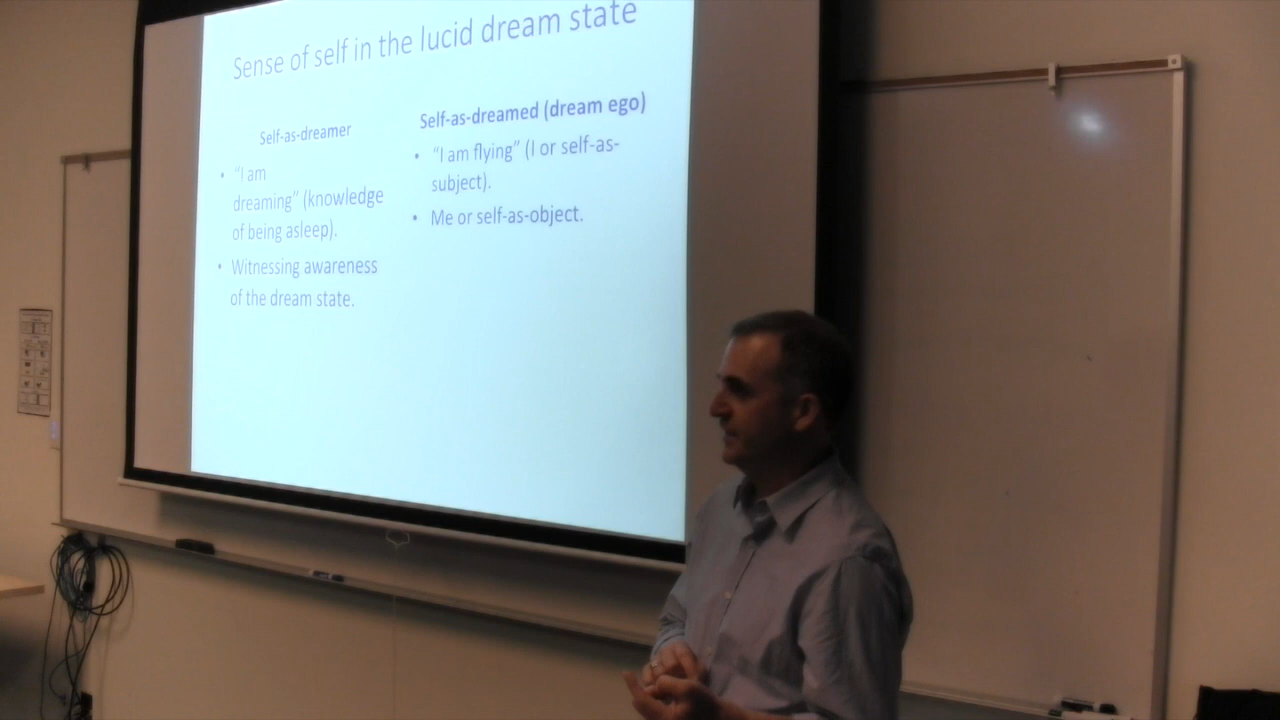 Sense of self in the lucid dream state
Self-as-dreamer
• “I am
dreaming” (knowledge
of being asleep).
• Witnessing awareness
of the dream state.
Self-as-dreamed (dream ego)
• “I am flying” (I or self-as-
subject).
• Me or self-as-object.